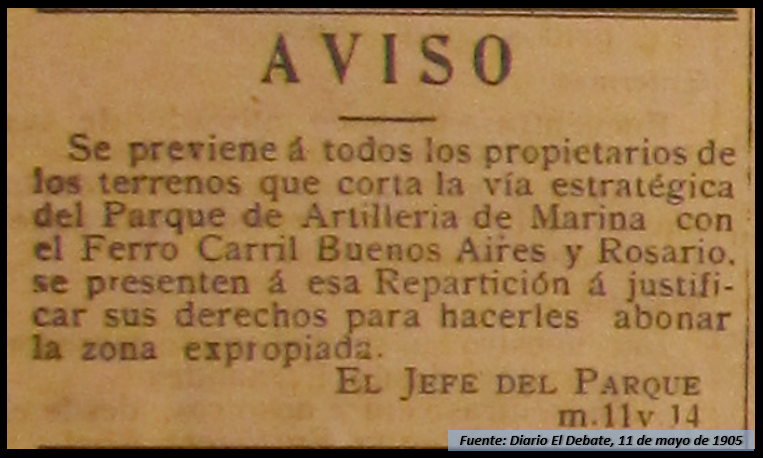 AVISO
Se previene á todos los propietarios de
los terrenos que corta la vía estratégica
del Parque de Artilleria de Marina con
el Ferro Carril Buenos Aires y Rosario.
se presenten á esa Repartición á justifi-
car sus derechos para hacerles abonar
la zona expropiada.
EL JEFE DEL PARQUE
m.11v 14
Fuente: Diario El Debate, 11 de mayo de 1905